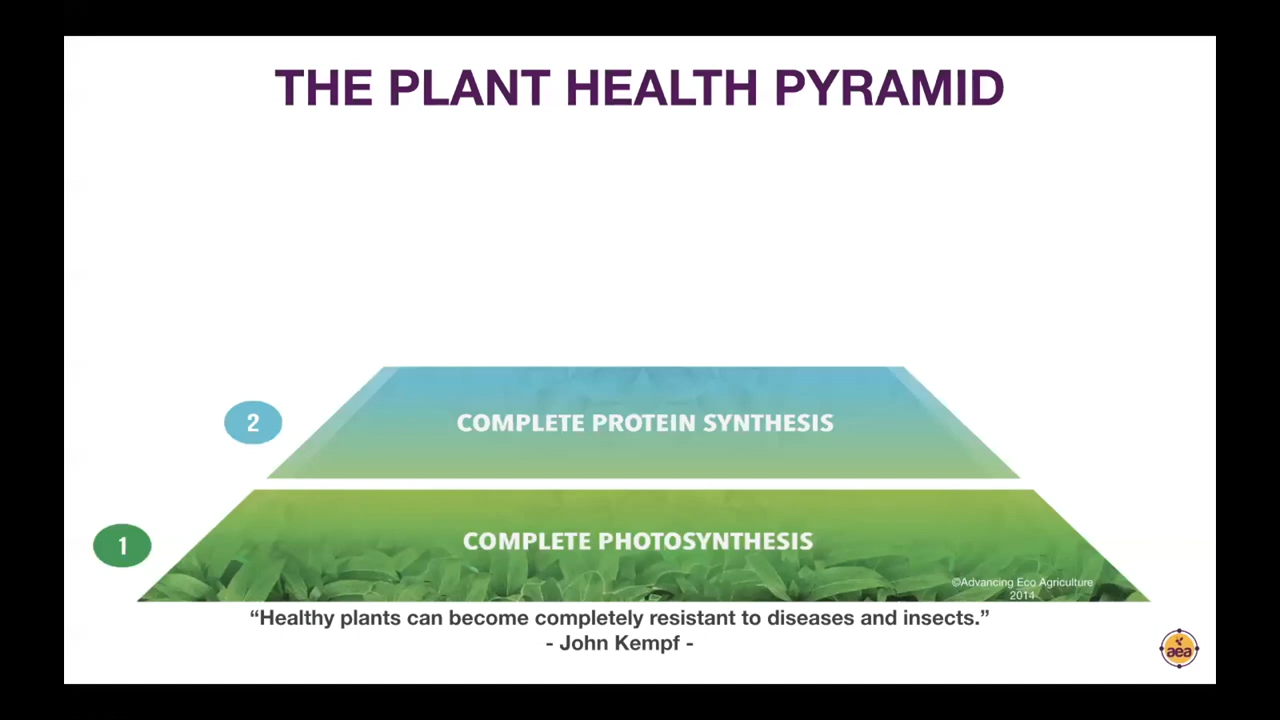 THE PLANT HEALTH PYRAMID
2
COMPLETE PROTEIN SYNTHESIS
1
COMPLETE PHOTOSYNTHESIS
©Advancing Eco Agriculture
2014
“Healthy plants can become completely resistant to diseases and insects.”
- John Kempf -
aea